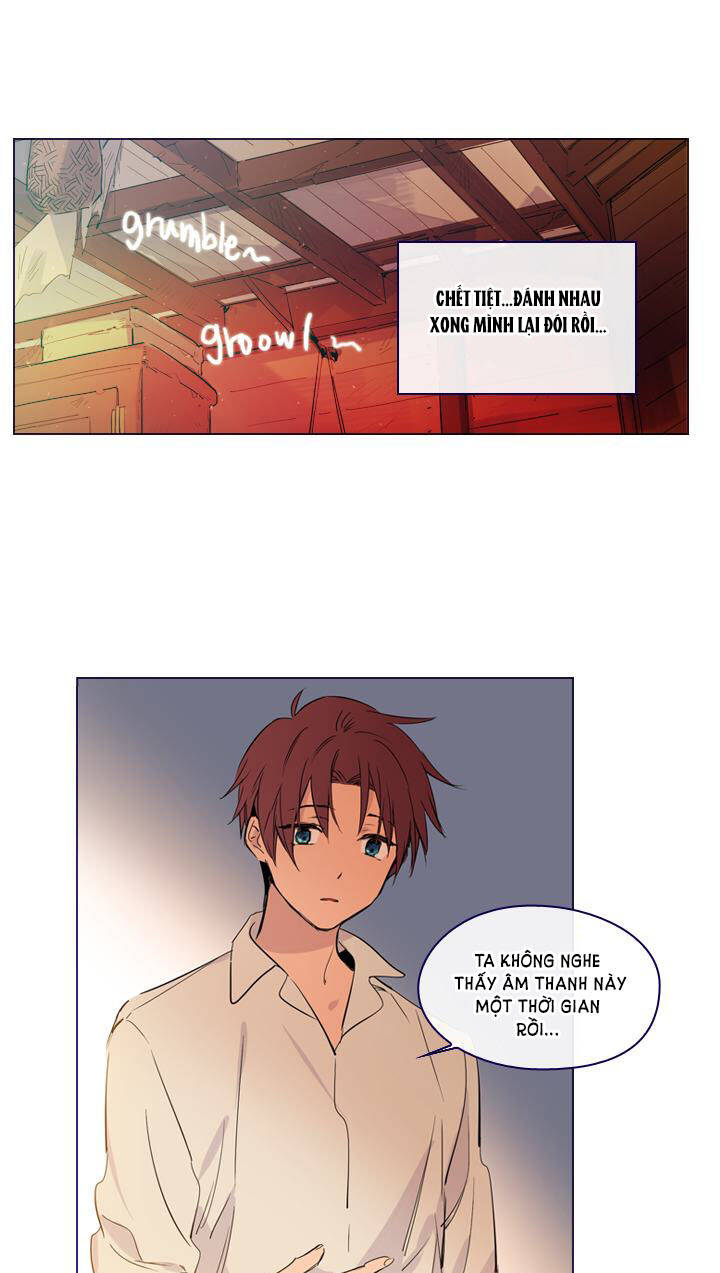 grumble~
CHẾT TIỆT...ĐÁNH NHAU
XONG MÌNH LẠI ĐÓI RỒI...
groowl~
TA KHÔNG NGHE
THẤY ÂM THANH NÀY
MỘT THỜI GIAN
RỒI...